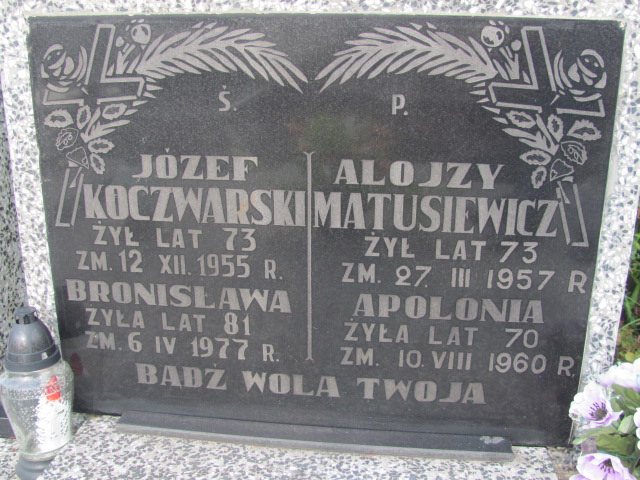 Ś. P.
JÓZEF
KOCZWARSKI
ŻYŁ LAT 73
ZM. 12 XII. 1955 R.
BRONISŁAWA
ŻYŁA LAT 81
ZM. 6 IV 1977 R.
ALOJZY
MATUSIEWICZ
ŻYŁ LAT 73
ZM. 27. III 1957 R
APOLONIA
ŻYŁA LAT 70
ZM. 10. VIII 1960 R.
BĄDŹ WOLA TWOJA